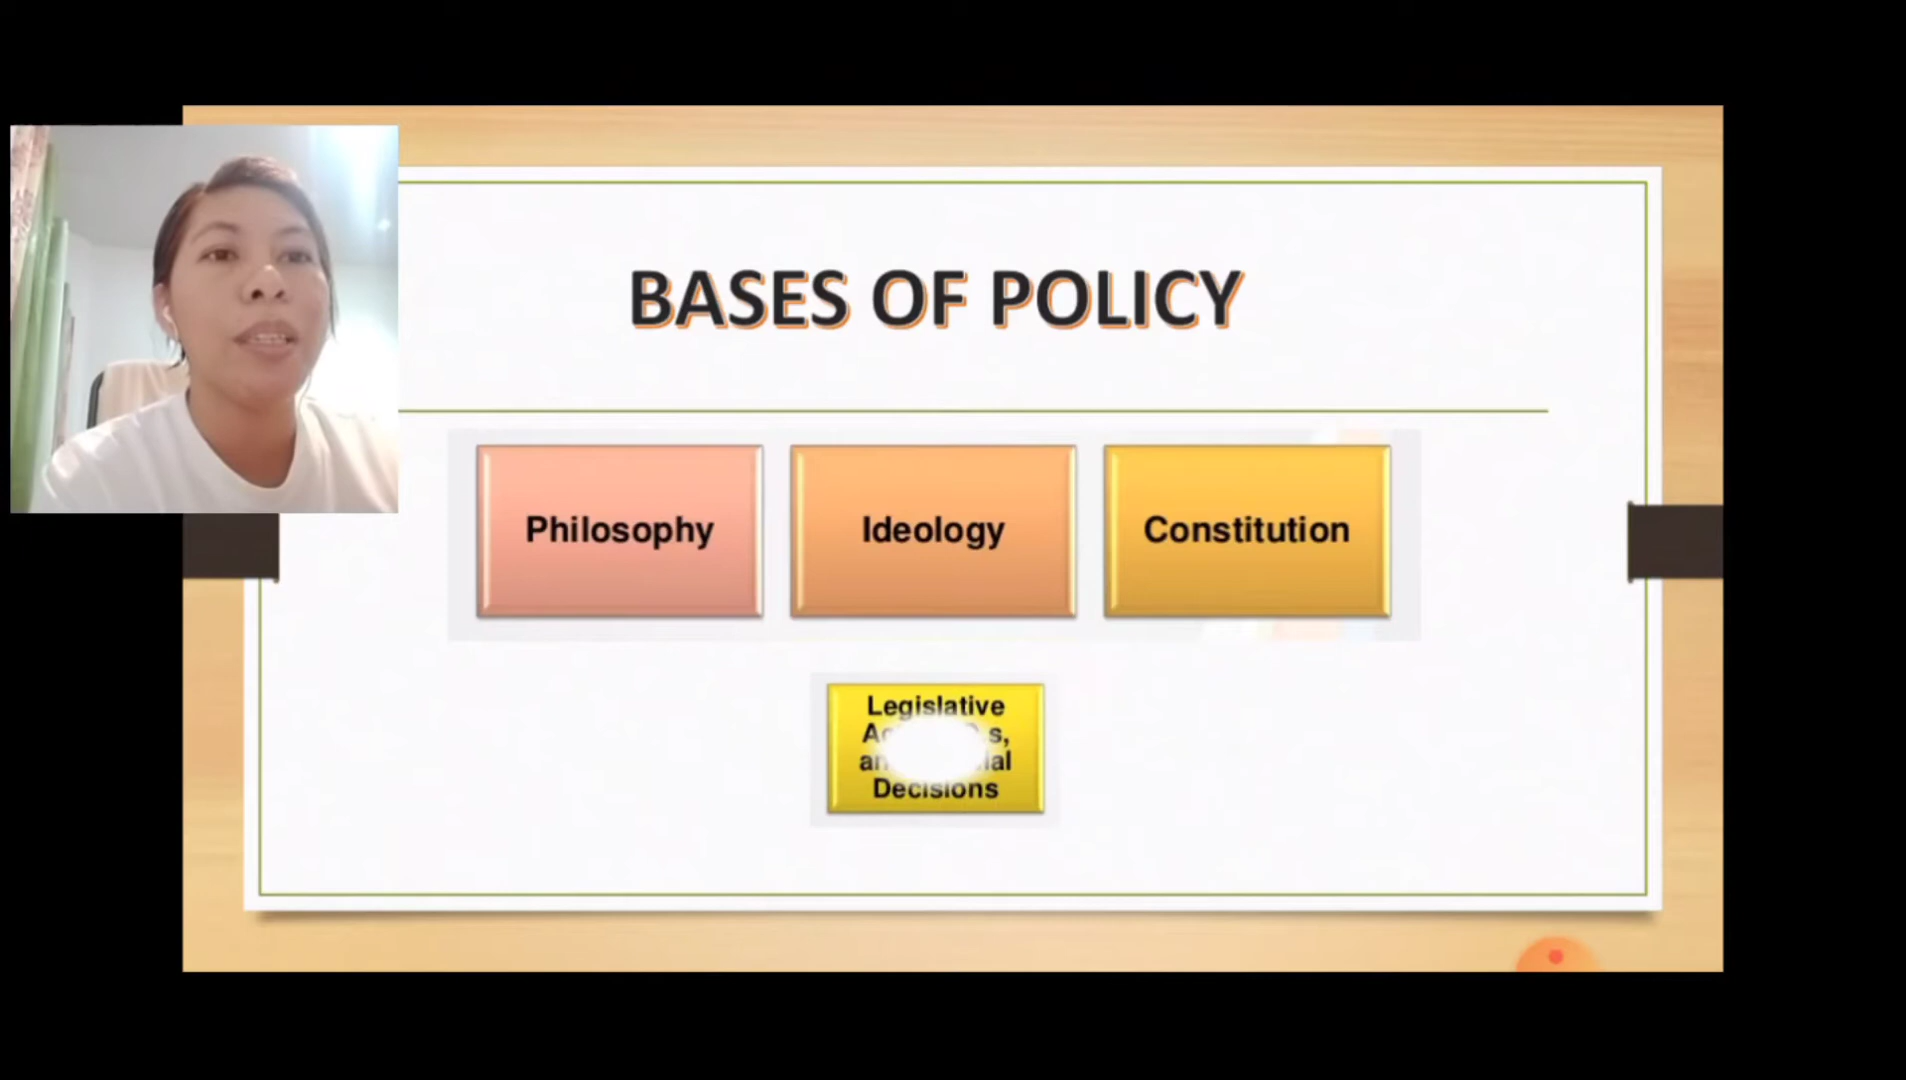 BASES OF POLICY
Philosophy
Ideology
Constitution
Legislative
Decisions